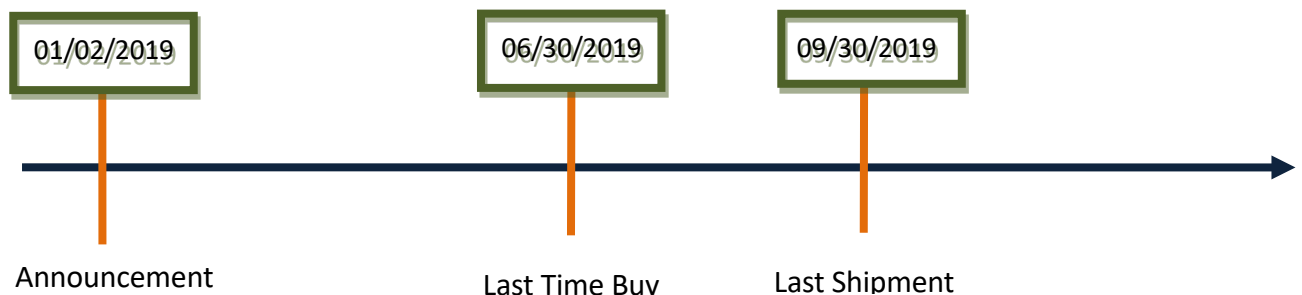 01/02/2019
06/30/2019
09/30/2019
Announcement
Last Time Buy
Last Shipment